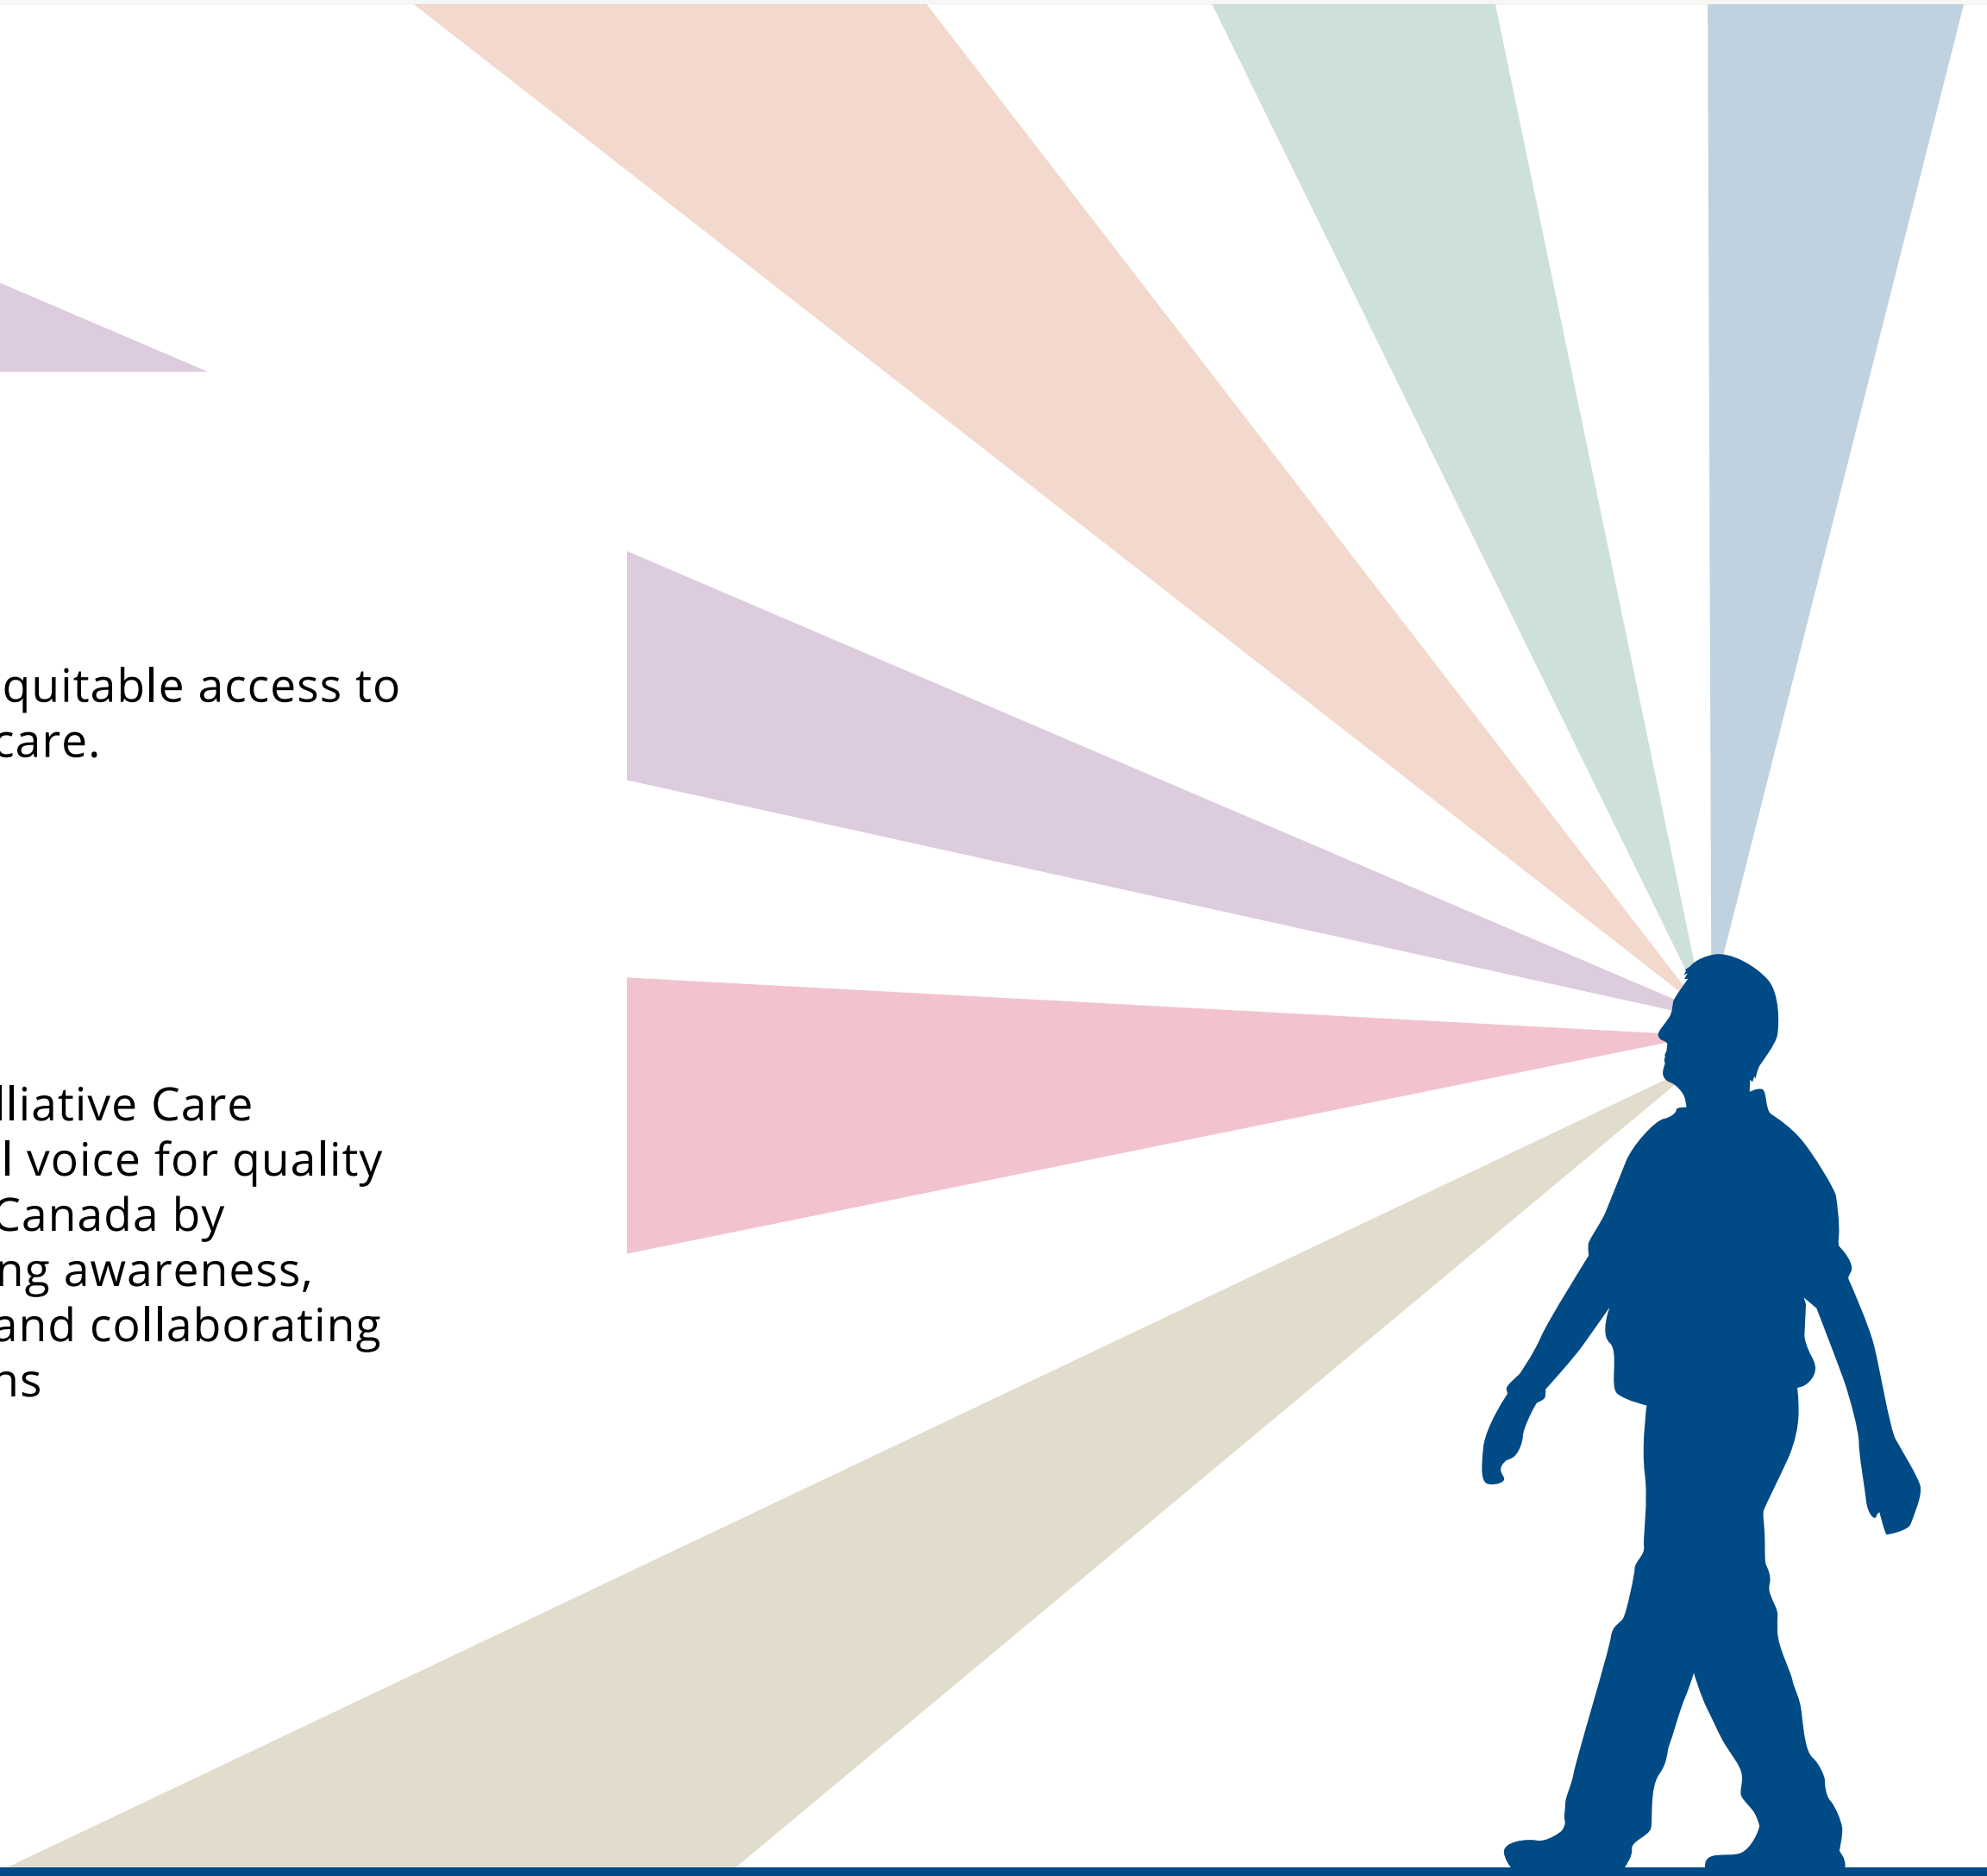 quitable access to
care.
lliative Care
l voice for quality
Canada by
ng awareness,
and collaborating
ns